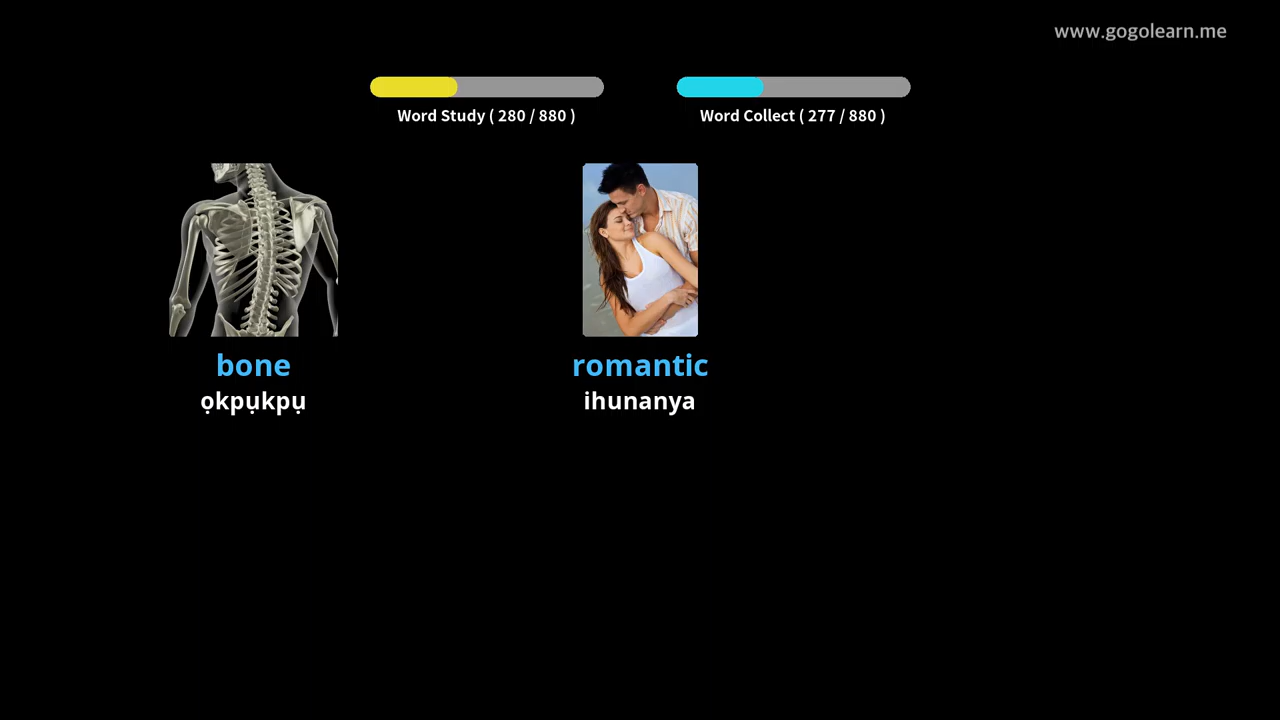 www.gogolearn.me
Word Study ( 280 / 880 )
Word Collect ( 277 / 880 )
bone
ọkpụkpụ
romantic
ihunanya